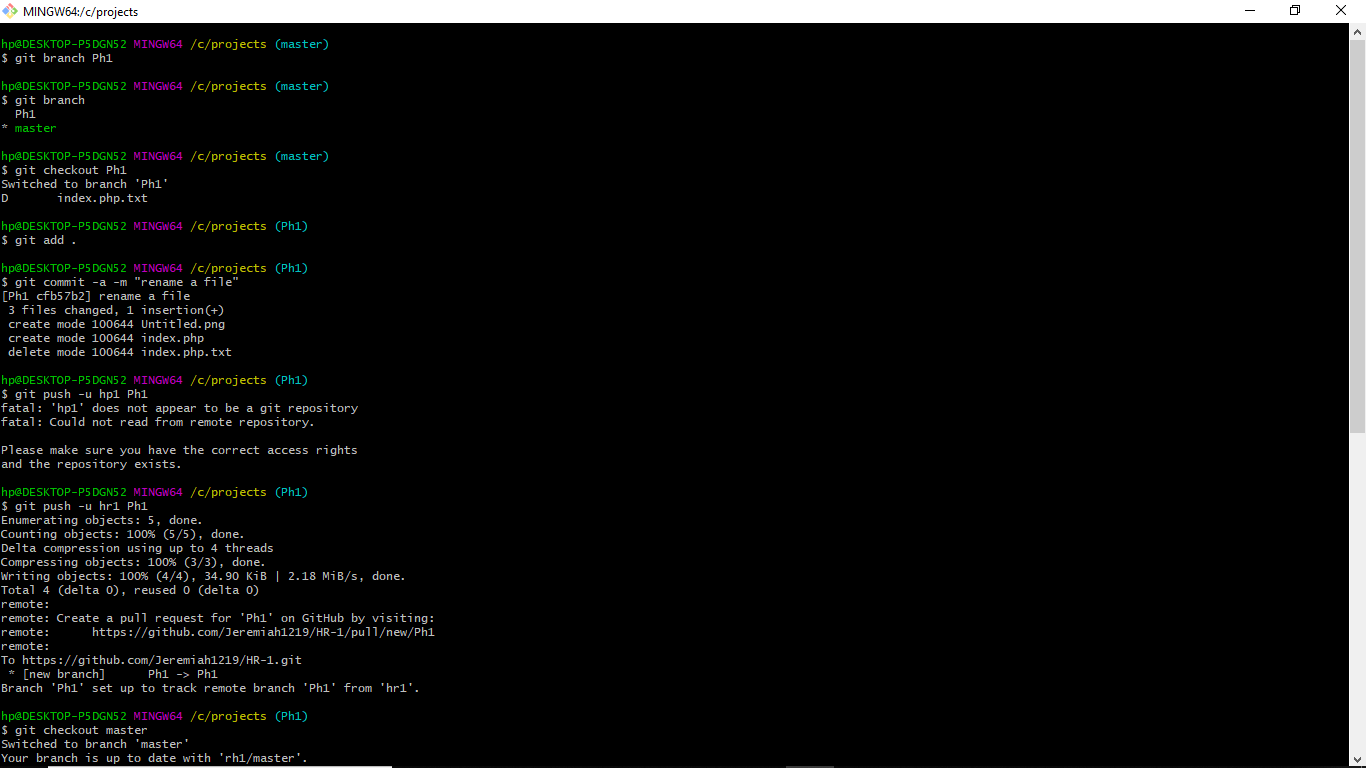 MINGW64:/c/projects
hp@DESKTOP-P5DGN52 MINGW64 /c/projects (master)
$ git branch Ph1
hp@DESKTOP-P5DGN52 MINGW64 /c/projects (master)
$ git branch
  Ph1
* master
hp@DESKTOP-P5DGN52 MINGW64 /c/projects (master)
$ git checkout Ph1
Switched to branch 'Ph1'
D       index.php.txt
hp@DESKTOP-P5DGN52 MINGW64 /c/projects (Ph1)
$ git add .
hp@DESKTOP-P5DGN52 MINGW64 /c/projects (Ph1)
$ git commit -a -m "rename a file"
[Ph1 cfb57b2] rename a file
 3 files changed, 1 insertion(+)
 create mode 100644 Untitled.png
 create mode 100644 index.php
 delete mode 100644 index.php.txt
hp@DESKTOP-P5DGN52 MINGW64 /c/projects (Ph1)
$ git push -u hp1 Ph1
fatal: 'hp1' does not appear to be a git repository
fatal: Could not read from remote repository.
Please make sure you have the correct access rights
and the repository exists.
hp@DESKTOP-P5DGN52 MINGW64 /c/projects (Ph1)
$ git push -u hr1 Ph1
Enumerating objects: 5, done.
Counting objects: 100% (5/5), done.
Delta compression using up to 4 threads
Compressing objects: 100% (3/3), done.
Writing objects: 100% (4/4), 34.90 KiB | 2.18 MiB/s, done.
Total 4 (delta 0), reused 0 (delta 0)
remote:
remote: Create a pull request for 'Ph1' on GitHub by visiting:
remote:      https://github.com/Jeremiah1219/HR-1/pull/new/Ph1
remote:
To https://github.com/Jeremiah1219/HR-1.git
 * [new branch]      Ph1 -> Ph1
Branch 'Ph1' set up to track remote branch 'Ph1' from 'hr1'.
hp@DESKTOP-P5DGN52 MINGW64 /c/projects (Ph1)
$ git checkout master
Switched to branch 'master'
Your branch is up to date with 'rh1/master'.